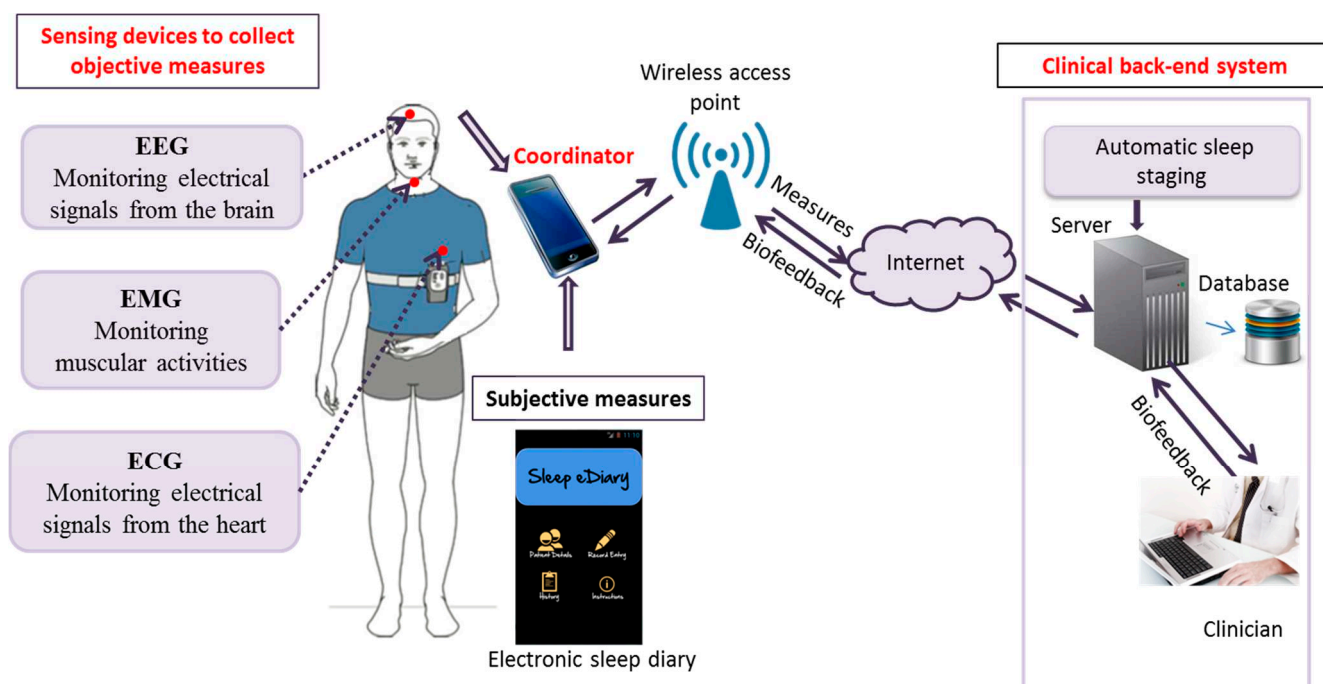 Sensing devices to collect
objective measures
EEG
Monitoring electrical
signals from the brain
EMG
Monitoring
muscular activities
ECG
Monitoring electrical
signals from the heart
Coordinator
Wireless access
point
Measures
Biofeedback
Internet
Subjective measures
11:10
Sleep eDiary
Patient Details
Record Entry
History
Instructions
Electronic sleep diary
Clinical back-end system
Automatic sleep
staging
Server
Database
Biofeedback
Clinician